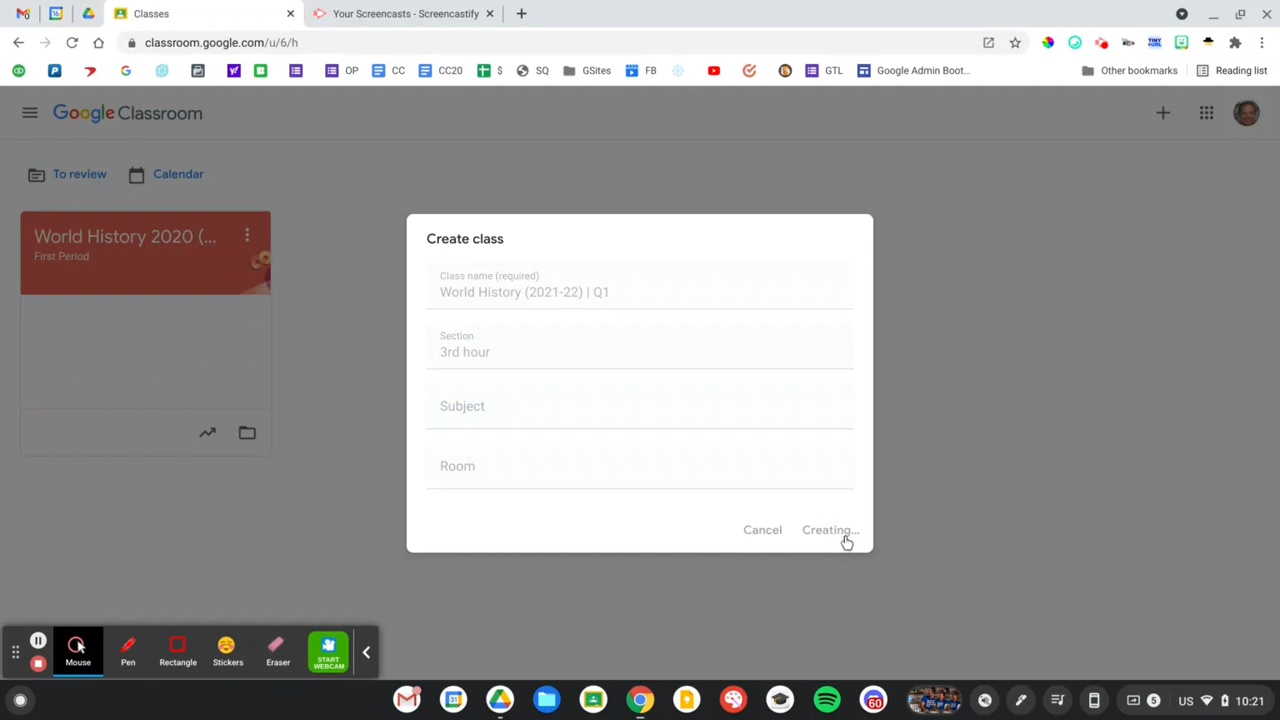 Classes
Your Screencasts - Screencastify
classroom.google.com/u/6/h
OP
CC
CC20
$
SQ
GSites
FB
GTL
Google Admin Boot...
Other bookmarks
Reading list
Google Classroom
To review
Calendar
World History 2020 (...
First Period
Create class
Class name (required)
World History (2021-22) | Q1
Section
3rd hour
Subject
Room
Cancel
Creating...
Mouse
Pen
Rectangle
Stickers
Eraser
START
WEBCAM
60
5
US
10:21